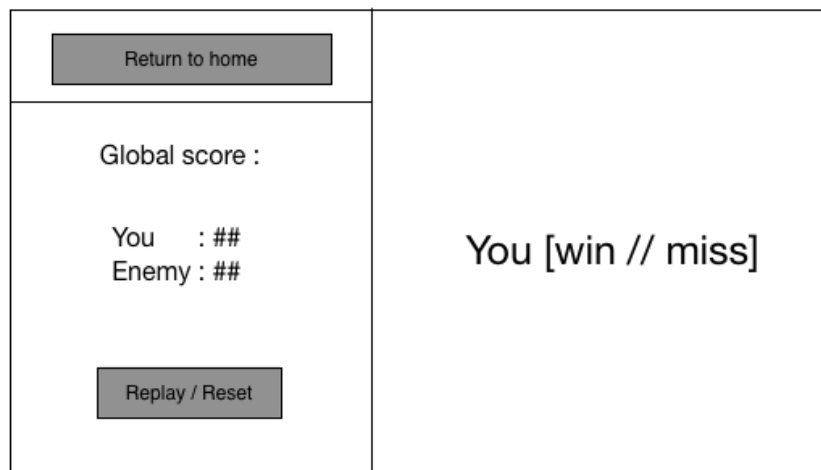 Return to home
Global score :
You : ##
Enemy : ##
Replay / Reset
You [win // miss]